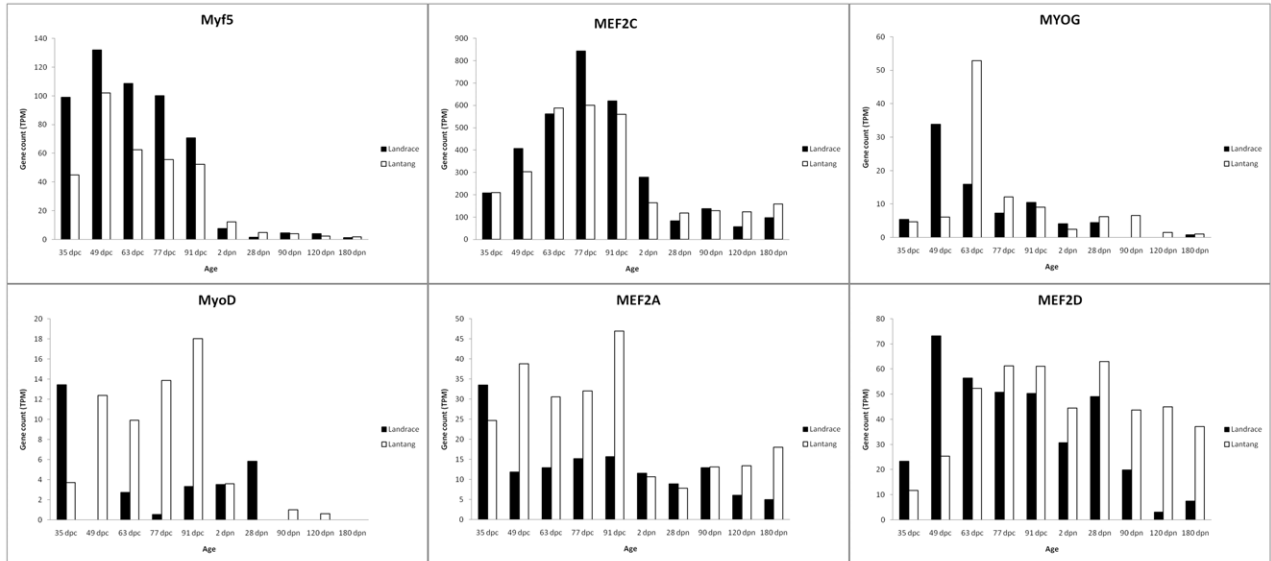 Myf5
Gene count (TPM)
140
120
100
80
60
40
20
0
35 dpc 49 dpc 63 dpc 77 dpc 91 dpc 2 dpn 28 dpn 90 dpn 120 dpn 180 dpn
Age
Landrace
Lantang
MEF2C
Gene count (TPM)
900
800
700
600
500
400
300
200
100
0
35 dpc 49 dpc 63 dpc 77 dpc 91 dpc 2 dpn 28 dpn 90 dpn 120 dpn 180 dpn
Age
Landrace
Lantang
MYOG
Gene count (TPM)
60
50
40
30
20
10
0
35 dpc 49 dpc 63 dpc 77 dpc 91 dpc 2 dpn 28 dpn 90 dpn 120 dpn 180 dpn
Age
Landrace
Lantang
MyoD
Gene count (TPM)
20
18
16
14
12
10
8
6
4
2
0
35 dpc 49 dpc 63 dpc 77 dpc 91 dpc 2 dpn 28 dpn 90 dpn 120 dpn 180 dpn
Age
Landrace
Lantang
MEF2A
Gene count (TPM)
50
45
40
35
30
25
20
15
10
5
0
35 dpc 49 dpc 63 dpc 77 dpc 91 dpc 2 dpn 28 dpn 90 dpn 120 dpn 180 dpn
Age
Landrace
Lantang
MEF2D
Gene count (TPM)
80
70
60
50
40
30
20
10
0
35 dpc 49 dpc 63 dpc 77 dpc 91 dpc 2 dpn 28 dpn 90 dpn 120 dpn 180 dpn
Age
Landrace
Lantang